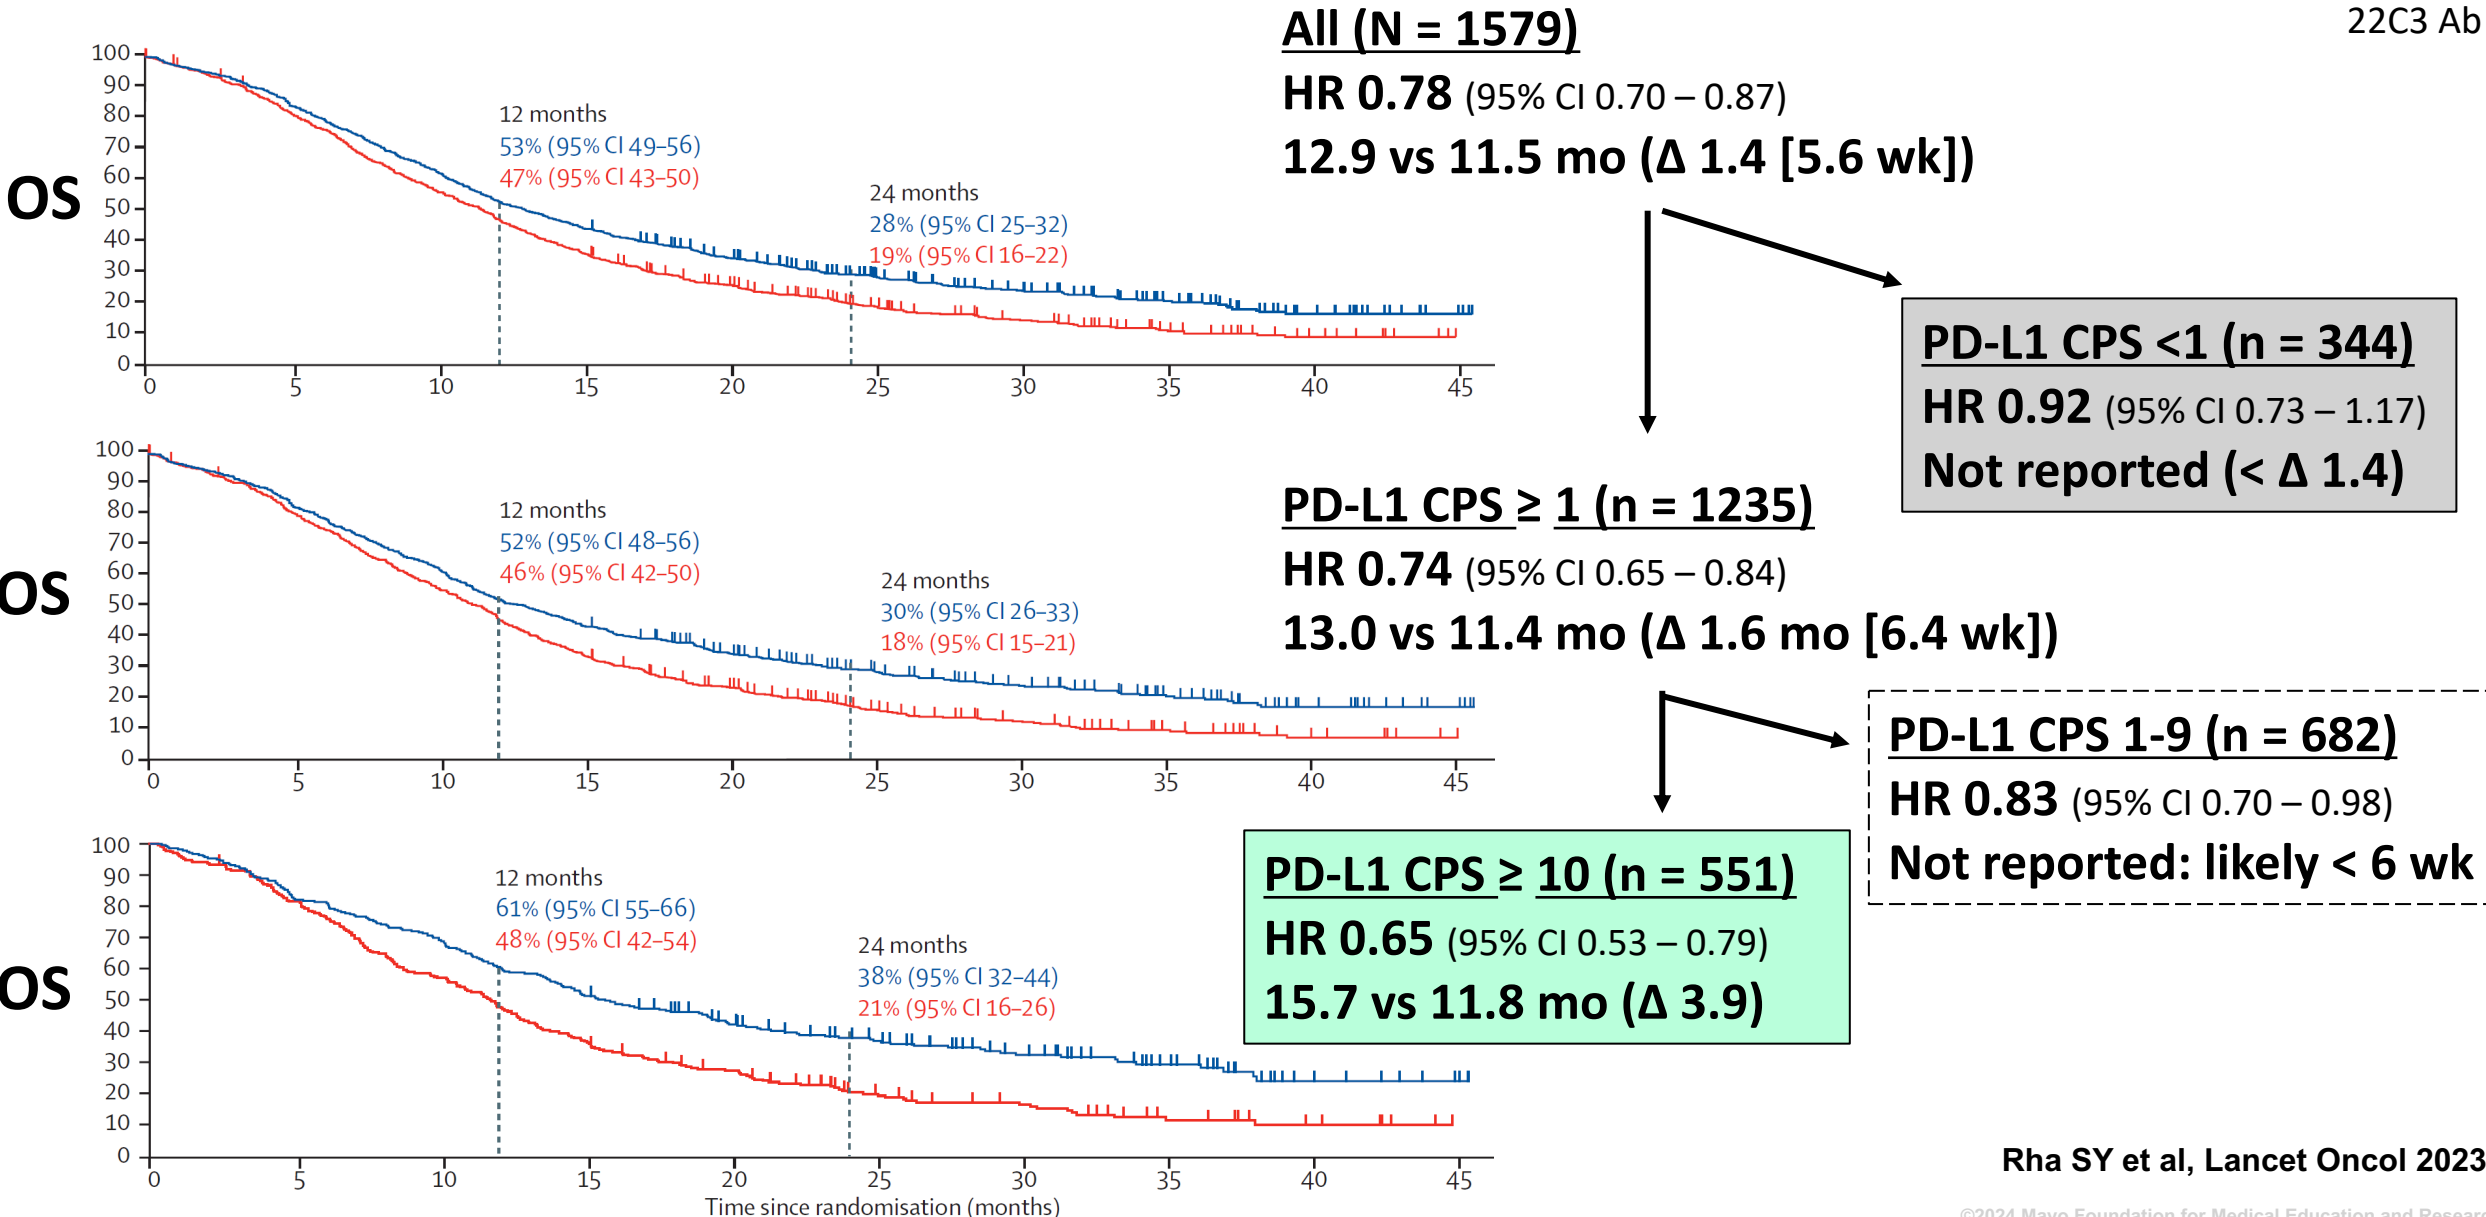 22C3 Ab
All (N = 1579)
HR 0.78 (95% CI 0.70 – 0.87)
12.9 vs 11.5 mo (Δ 1.4 [5.6 wk])
OS
100
90
80
70
60
50
40
30
20
10
0
12 months
53% (95% CI 49–56)
47% (95% CI 43–50)
24 months
28% (95% CI 25–32)
19% (95% CI 16–22)
0 5 10 15 20 25 30 35 40 45
PD-L1 CPS <1 (n = 344)
HR 0.92 (95% CI 0.73 – 1.17)
Not reported (< Δ 1.4)
OS
100
90
80
70
60
50
40
30
20
10
0
12 months
52% (95% CI 48–56)
46% (95% CI 42–50)
24 months
30% (95% CI 26–33)
18% (95% CI 15–21)
0 5 10 15 20 25 30 35 40 45
PD-L1 CPS ≥ 1 (n = 1235)
HR 0.74 (95% CI 0.65 – 0.84)
13.0 vs 11.4 mo (Δ 1.6 mo [6.4 wk])
PD-L1 CPS 1-9 (n = 682)
HR 0.83 (95% CI 0.70 – 0.98)
Not reported: likely < 6 wk
OS
100
90
80
70
60
50
40
30
20
10
0
12 months
61% (95% CI 55–66)
48% (95% CI 42–54)
24 months
38% (95% CI 32–44)
21% (95% CI 16–26)
0 5 10 15 20 25 30 35 40 45
Time since randomisation (months)
PD-L1 CPS ≥ 10 (n = 551)
HR 0.65 (95% CI 0.53 – 0.79)
15.7 vs 11.8 mo (Δ 3.9)
Rha SY et al, Lancet Oncol 2023
©2024 Mayo Foundation for Medical Education and Resear